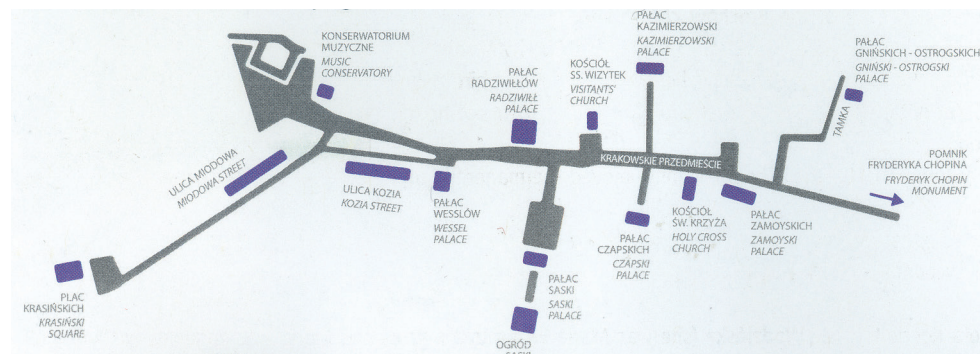 KONSERWATORIUM
MUZYCZNE
MUSIC
CONSERVATORY
PAŁAC
RADZIWIŁŁÓW
RADZIWIŁŁ
PALACE
KOŚCIÓŁ
SS. WIZYTEK
VISITANTS'
CHURCH
PAŁAC
KAZIMIERZOWSKI
KAZIMIERZOWSKI
PALACE
PAŁAC
GNIŃSKICH - OSTROGSKICH
GNIŃSKI - OSTROGSKI
PALACE
TAMKA
KRAKOWSKIE PRZEDMIEŚCIE
POMNIK
FRYDERYKA CHOPINA
FRYDERYK CHOPIN
MONUMENT
ULICA MIODOWA
MIODOWA STREET
ULICA KOZIA
KOZIA STREET
PAŁAC
WESSLÓW
WESSEL
PALACE
PAŁAC
CZAPSKICH
CZAPSKI
PALACE
KOŚCIÓŁ
ŚW. KRZYŻA
HOLY CROSS
CHURCH
PAŁAC
ZAMOYSKICH
ZAMOYSKI
PALACE
PLAC
KRASIŃSKICH
KRASIŃSKI
SQUARE
PAŁAC
SASKI
SASKI
PALACE
OGRÓD
SASKI